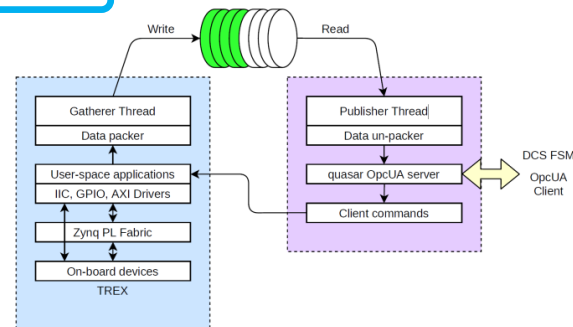 Write
Read
Gatherer Thread
Data packer
User-space applications
IIC, GPIO, AXI Drivers
Zynq PL Fabric
On-board devices
TREX
Publisher Thread
Data un-packer
quasar OpcUA server
Client commands
DCS FSM
OpcUA
Client